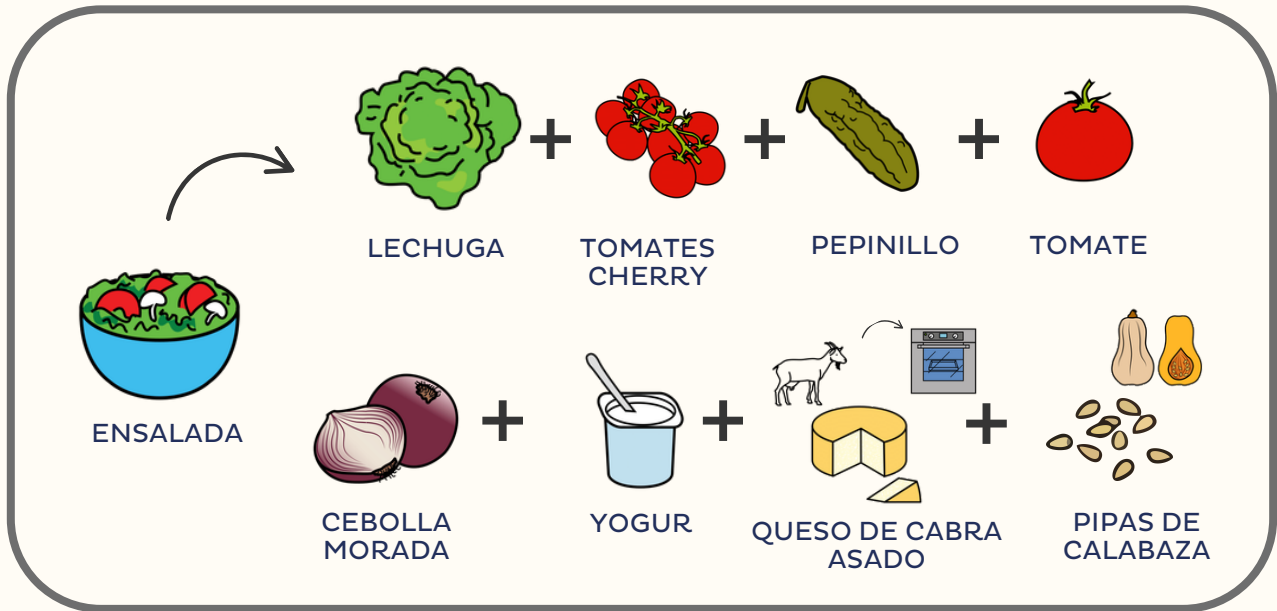 LECHUGA
TOMATES
CHERRY
PEPINILLO
TOMATE
ENSALADA
CEBOLLA
MORADA
YOGUR
QUESO DE CABRA
ASADO
PIPAS DE
CALABAZA